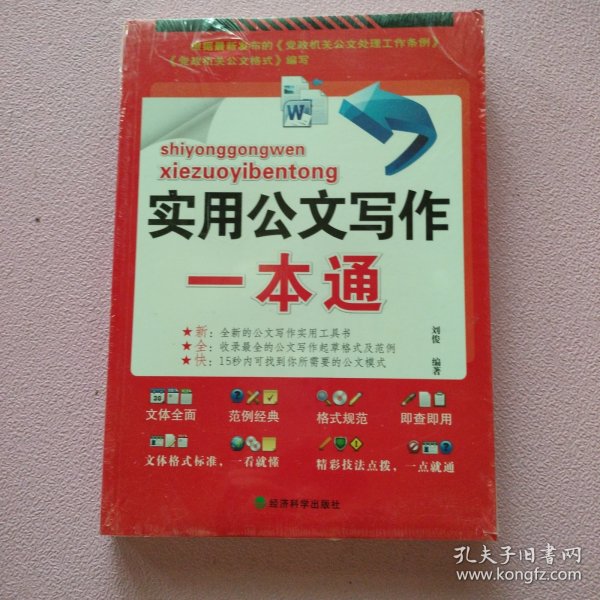 根据最新发布的《党政机关公文处理工作条例》
《党政机关公文格式》编写
W
shiyonggongwen
xiezuoyibentong
实用公文写作
一本通
★新：全新的公文写作实用工具书
★全：收录最全的公文写作起草格式及范例
★快：15秒内可找到你所需要的公文模式
刘俊 编著
文体全面 范例经典 格式规范 即查即用
文体格式标准，一看就懂 精彩技法点拨，一点就通
经济科学出版社
孔夫子旧书网
www.kongfz.com